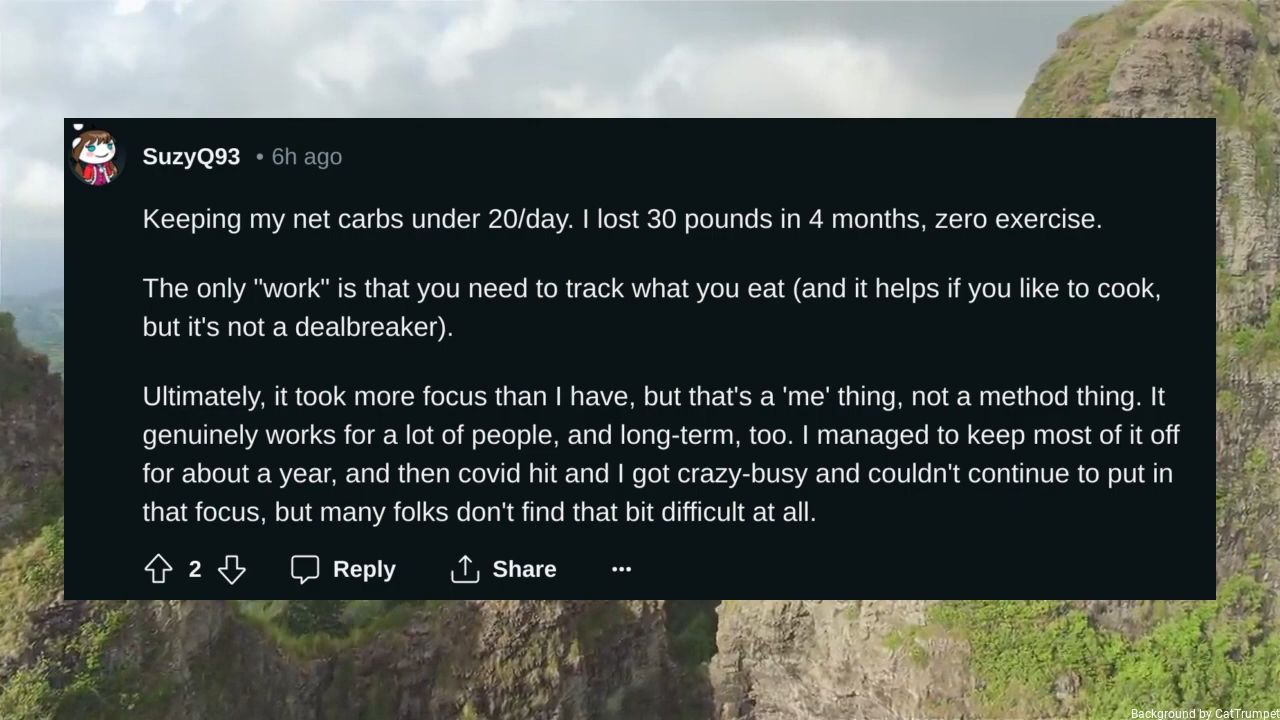 SuzyQ93 • 6h ago
Keeping my net carbs under 20/day. I lost 30 pounds in 4 months, zero exercise.
The only "work" is that you need to track what you eat (and it helps if you like to cook,
but it's not a dealbreaker).
Ultimately, it took more focus than I have, but that's a 'me' thing, not a method thing. It
genuinely works for a lot of people, and long-term, too. I managed to keep most of it off
for about a year, and then covid hit and I got crazy-busy and couldn't continue to put in
that focus, but many folks don't find that bit difficult at all.
2 Reply Share ···
Background by CatTrumpet